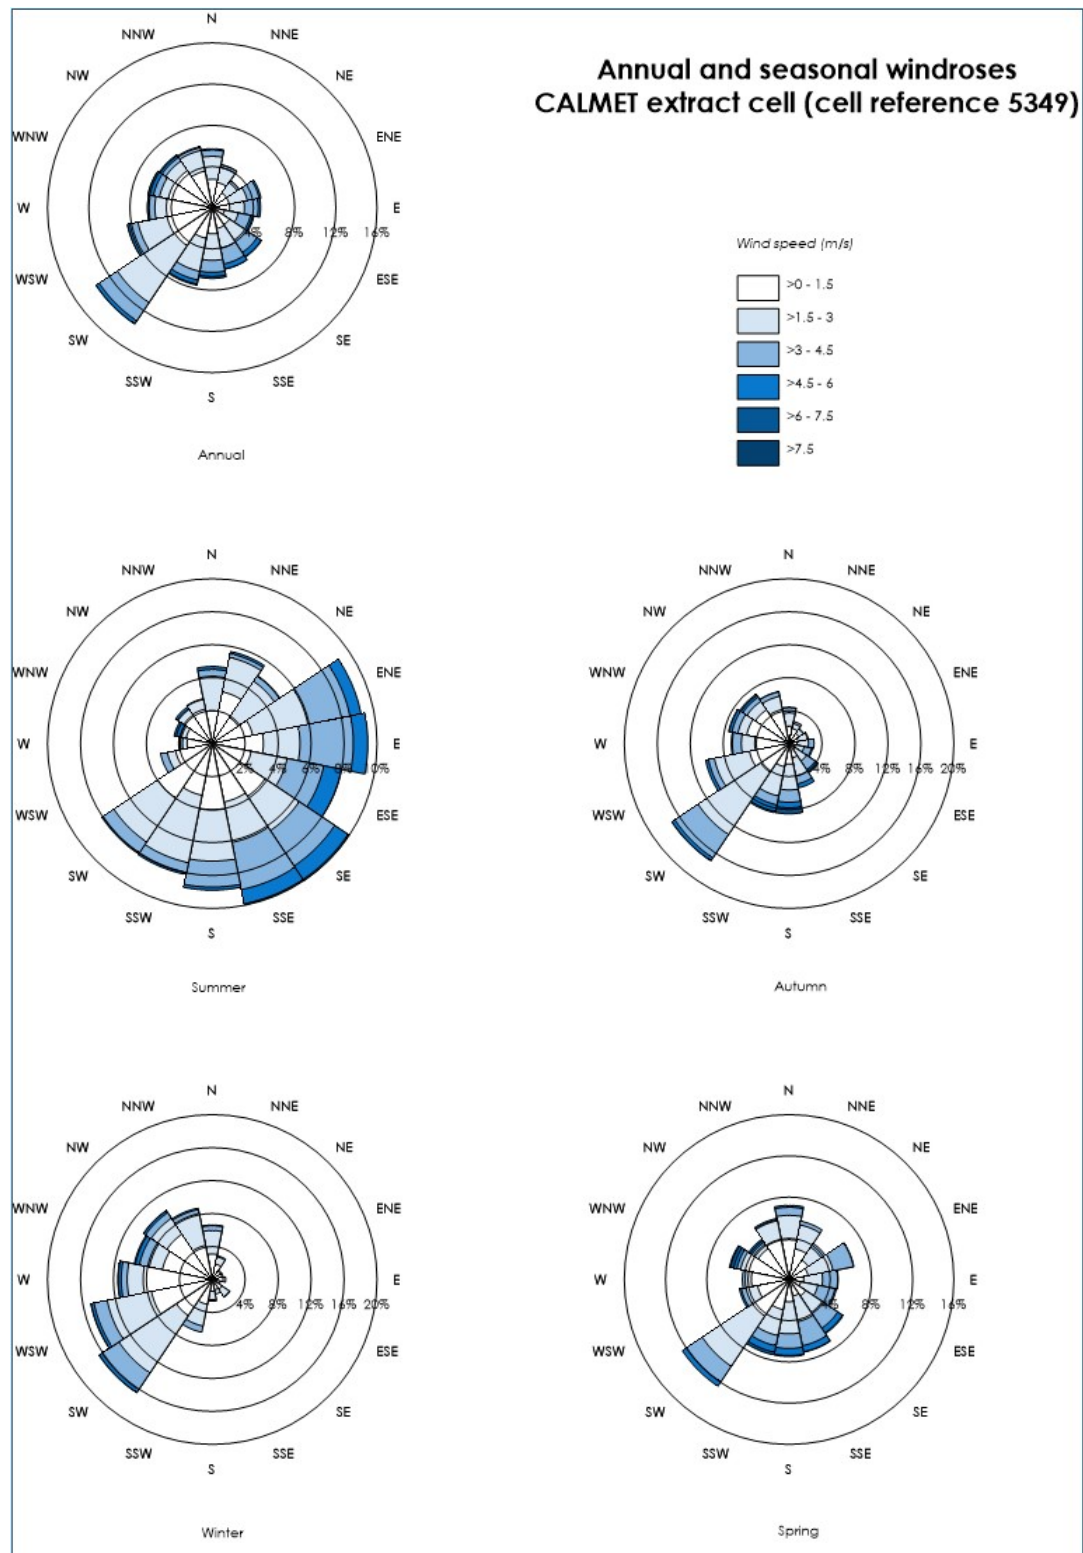 Annual and seasonal windroses
CALMET extract cell (cell reference 5349)
N
NNW
NNE
NW
NE
WNW
ENE
W
E
4%
8%
12%
16%
WSW
ESE
SW
SE
SSW
SSE
S
Annual
Wind speed (m/s)
>0 - 1.5
>1.5 - 3
>3 - 4.5
>4.5 - 6
>6 - 7.5
>7.5
N
NNW
NNE
NW
NE
WNW
ENE
W
E
2%
4%
6%
8%
10%
WSW
ESE
SW
SE
SSW
SSE
S
Summer
N
NNW
NNE
NW
NE
WNW
ENE
W
E
4%
8%
12%
16%
20%
WSW
ESE
SW
SE
SSW
SSE
S
Autumn
N
NNW
NNE
NW
NE
WNW
ENE
W
E
4%
8%
12%
16%
20%
WSW
ESE
SW
SE
SSW
SSE
S
Winter
N
NNW
NNE
NW
NE
WNW
ENE
W
E
4%
8%
12%
16%
WSW
ESE
SW
SE
SSW
SSE
S
Spring